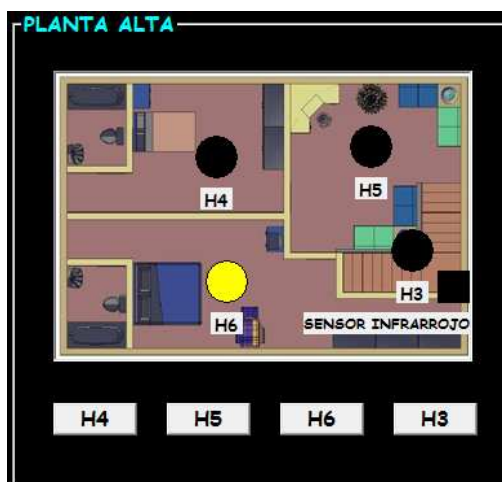 PLANTA ALTA
H4
H5
H3
H6
SENSOR INFRARROJO
H4 H5 H6 H3